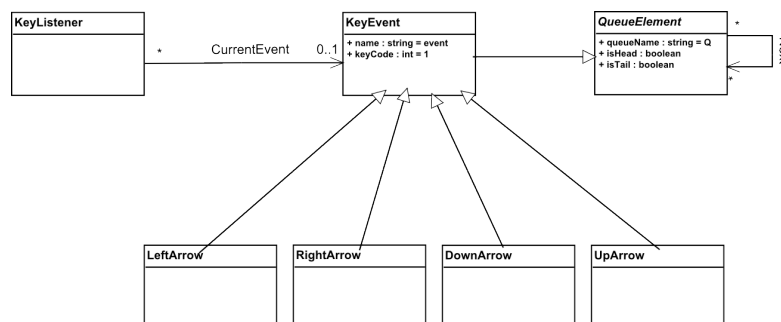 KeyListener
KeyEvent
QueueElement
+ name : string = event
+ keyCode : int = 1
+ queueName : string = Q
+ isHead : boolean
+ isTail : boolean
*
CurrentEvent
0..1
*
*
LeftArrow
RightArrow
DownArrow
UpArrow